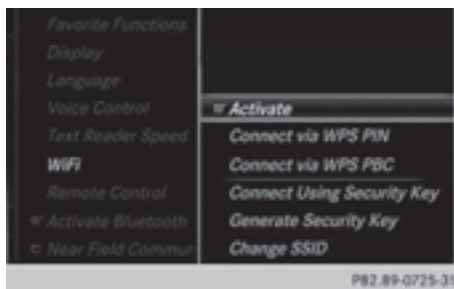 Favorite Functions
Display
Language
Voice Control
Text Reader Speed
WiFi
Remote Control
Activate Bluetooth
Near Field Commun
Activate
Connect via WPS PIN
Connect via WPS PBC
Connect Using Security Key
Generate Security Key
Change SSID
P82.89-0725-31